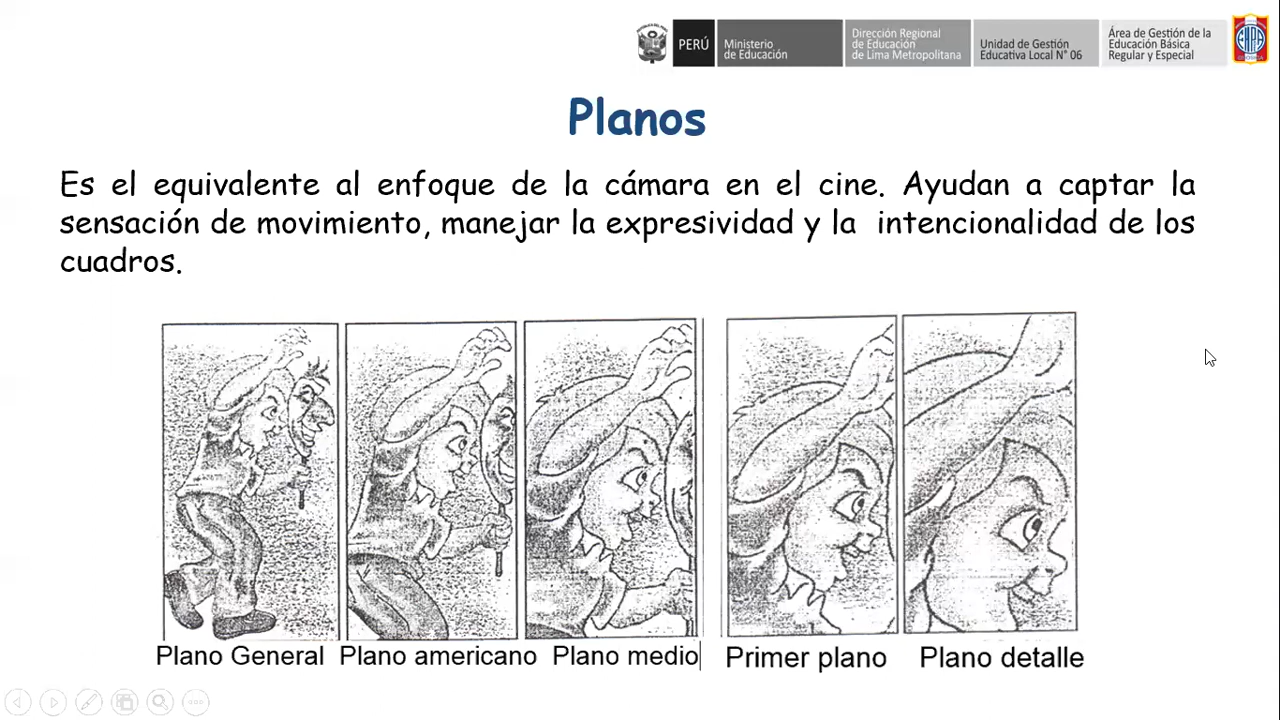 PERÚ
Ministerio
de Educación
Dirección Regional
de Educación
de Lima Metropolitana
Unidad de Gestión
Educativa Local N° 06
Área de Gestión de la
Educación Básica
Regular y Especial
Planos
Es el equivalente al enfoque de la cámara en el cine. Ayudan a captar la
sensación de movimiento, manejar la expresividad y la intencionalidad de los
cuadros.
Plano General Plano americano Plano medio Primer plano Plano detalle